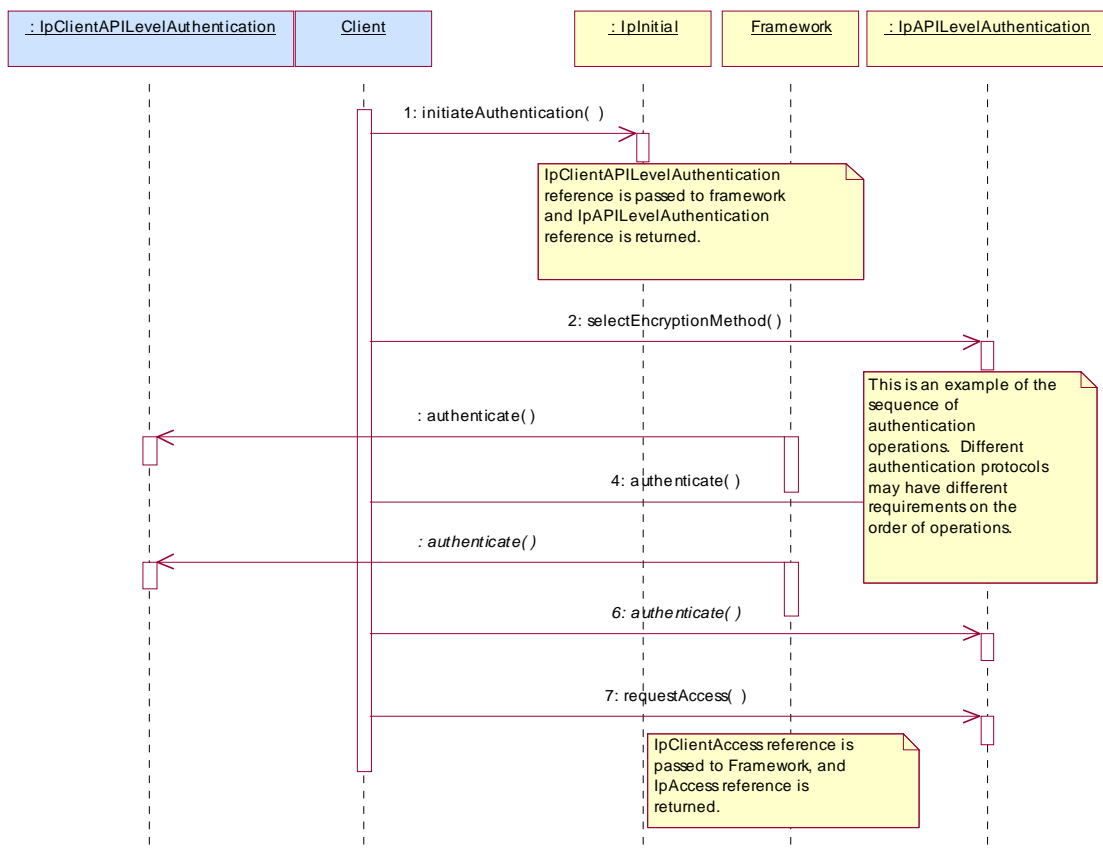 : IpClientAPILevelAuthentication
Client
: IpInitial
Framework
: IpAPILevelAuthentication
1: initiateAuthentication( )
IpClientAPILevelAuthentication
reference is passed to framework
and IpAPILevelAuthentication
reference is returned.
2: selectEncryptionMethod( )
This is an example of the
sequence of
authentication
operations. Different
authentication protocols
may have different
requirements on the
order of operations.
: authenticate( )
4: authenticate( )
: authenticate( )
6: authenticate( )
7: requestAccess( )
IpClientAccess reference is
passed to Framework, and
IpAccess reference is
returned.